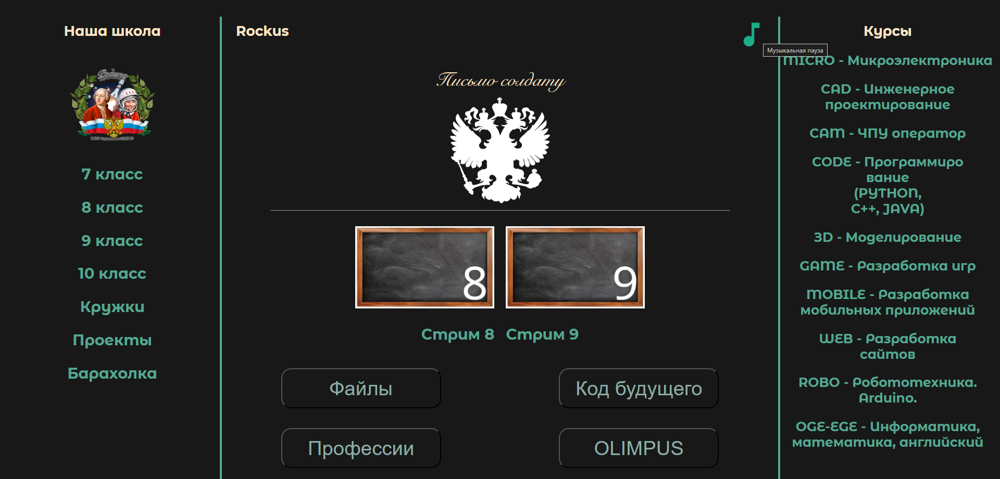 Наша школа
Родина
СССР
7 класс
8 класс
9 класс
10 класс
Кружки
Проекты
Барахолка
Rockus
Письмо солдату
8
9
Стрим 8
Стрим 9
Файлы
Код будущего
Профессии
OLIMPUS
Музыкальная пауза
Курсы
MICRO - Микроэлектроника
CAD - Инженерное
проектирование
CAM - ЧПУ оператор
CODE - Программиро
вание
(PYTHON,
C++, JAVA)
3D - Моделирование
GAME - Разработка игр
MOBILE - Разработка
мобильных приложений
WEB - Разработка
сайтов
ROBO - Робототехника.
Arduino.
OGE-EGE - Информатика,
математика, английский